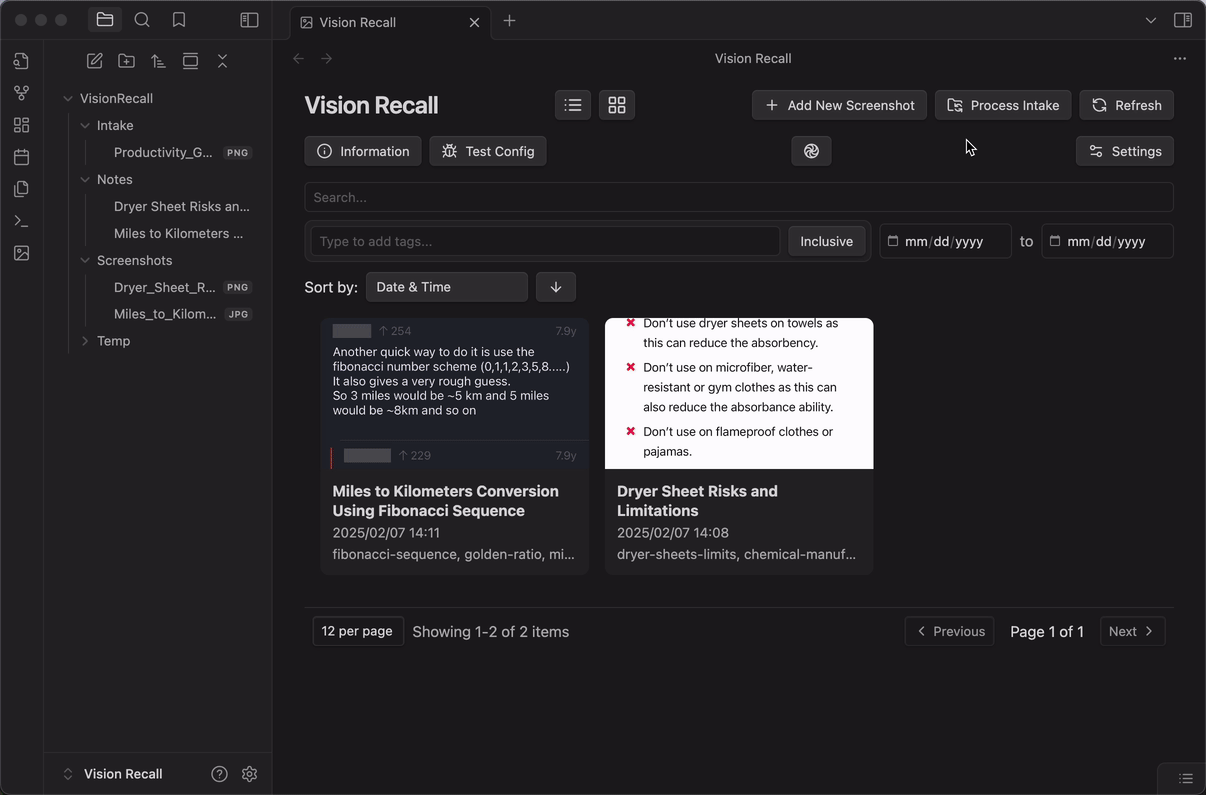 Vision Recall
Vision Recall
VisionRecall
Intake
Productivity_G... PNG
Notes
Dryer Sheet Risks an...
Miles to Kilometers ...
Screenshots
Dryer_Sheet_R... PNG
Miles_to_Kilom... JPG
Temp
Vision Recall
Vision Recall
Add New Screenshot
Process Intake
Refresh
Information
Test Config
Settings
Search...
Type to add tags...
Inclusive
mm/dd/yyyy to mm/dd/yyyy
Sort by: Date & Time
254 7.9y
Another quick way to do it is use the
fibonacci number scheme (0,1,1,2,3,5,8.....)
It also gives a very rough guess.
So 3 miles would be ~5 km and 5 miles
would be ~8km and so on
229 7.9y
Miles to Kilometers Conversion
Using Fibonacci Sequence
2025/02/07 14:11
fibonacci-sequence, golden-ratio, mi...
Don't use dryer sheets on towels as
this can reduce the absorbency.
Don't use on microfiber, water-
resistant or gym clothes as this can
also reduce the absorbance ability.
Don't use on flameproof clothes or
pajamas.
Dryer Sheet Risks and
Limitations
2025/02/07 14:08
dryer-sheets-limits, chemical-manuf...
12 per page
Showing 1-2 of 2 items
Previous
Page 1 of 1
Next